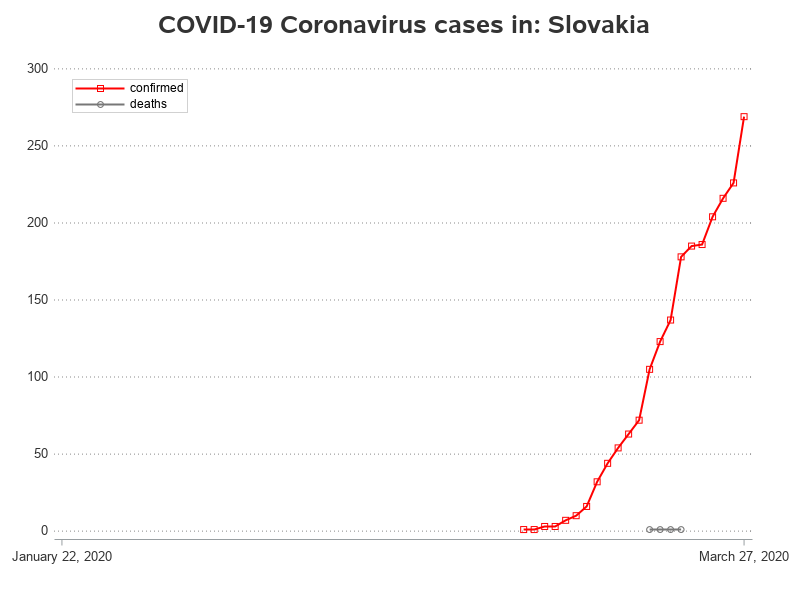 COVID-19 Coronavirus cases in: Slovakia
300
confirmed
deaths
250
200
150
100
50
0
January 22, 2020
March 27, 2020